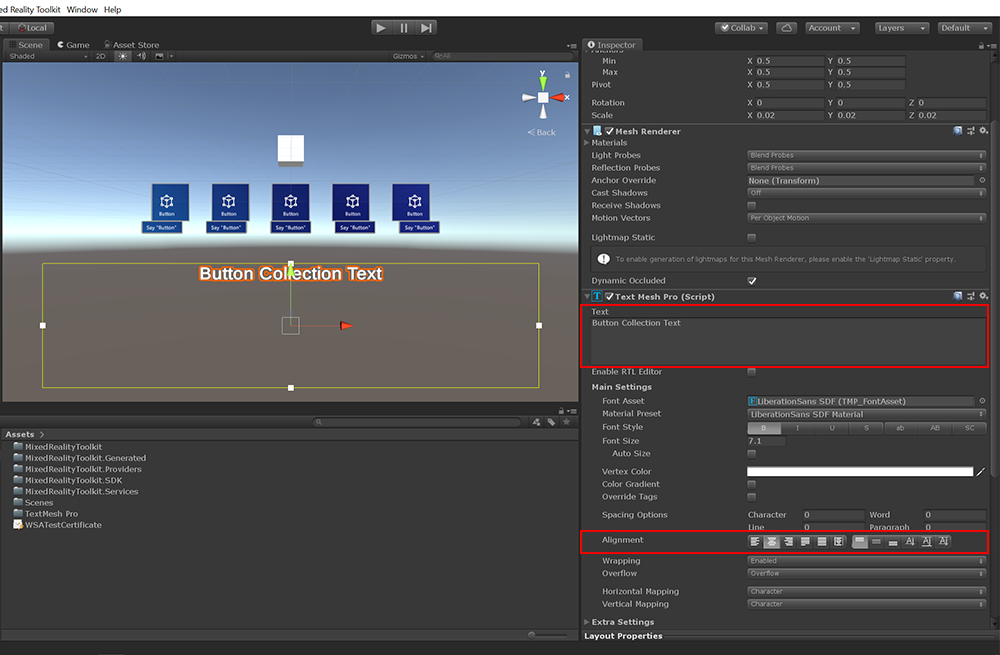 ed Reality Toolkit Window Help
Local
Collab
Account
Layers
Default
Scene
Game
Asset Store
Shaded
2D
Gizmos
All
y
x
Back
Button
Button
Button
Button
Button
Say "Button"
Say "Button"
Say "Button"
Say "Button"
Say "Button"
Button Collection Text
Assets
MixedRealityToolkit
MixedRealityToolkit.Generated
MixedRealityToolkit.Providers
MixedRealityToolkit.SDK
MixedRealityToolkit.Services
Scenes
TextMesh Pro
WSATestCertificate
Inspector
Anchors
Min X 0.5 Y 0.5
Max X 0.5 Y 0.5
Pivot X 0.5 Y 0.5
Rotation X 0 Y 0 Z 0
Scale X 0.02 Y 0.02 Z 0.02
Mesh Renderer
Materials
Light Probes Blend Probes
Reflection Probes Blend Probes
Anchor Override None (Transform)
Cast Shadows Off
Receive Shadows
Motion Vectors Per Object Motion
Lightmap Static
To enable generation of lightmaps for this Mesh Renderer, please enable the 'Lightmap Static' property.
Dynamic Occluded
Text Mesh Pro (Script)
Text
Button Collection Text
Enable RTL Editor
Main Settings
Font Asset LiberationSans SDF (TMP_FontAsset)
Material Preset LiberationSans SDF Material
Font Style B I U S ab AB SC
Font Size 7.1
Auto Size
Vertex Color
Color Gradient
Override Tags
Spacing Options Character 0 Word 0
Line 0 Paragraph 0
Alignment
Wrapping Enabled
Overflow Overflow
Horizontal Mapping Character
Vertical Mapping Character
Extra Settings
Layout Properties